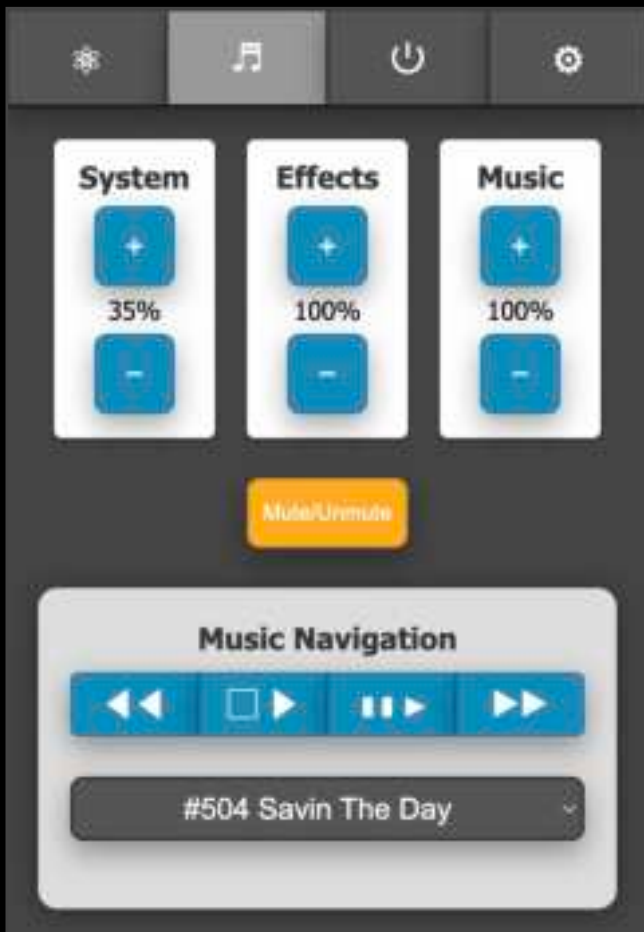 System Effects Music
+ + +
35% 100% 100%
- - -
Mute/Unmute
Music Navigation
#504 Savin The Day